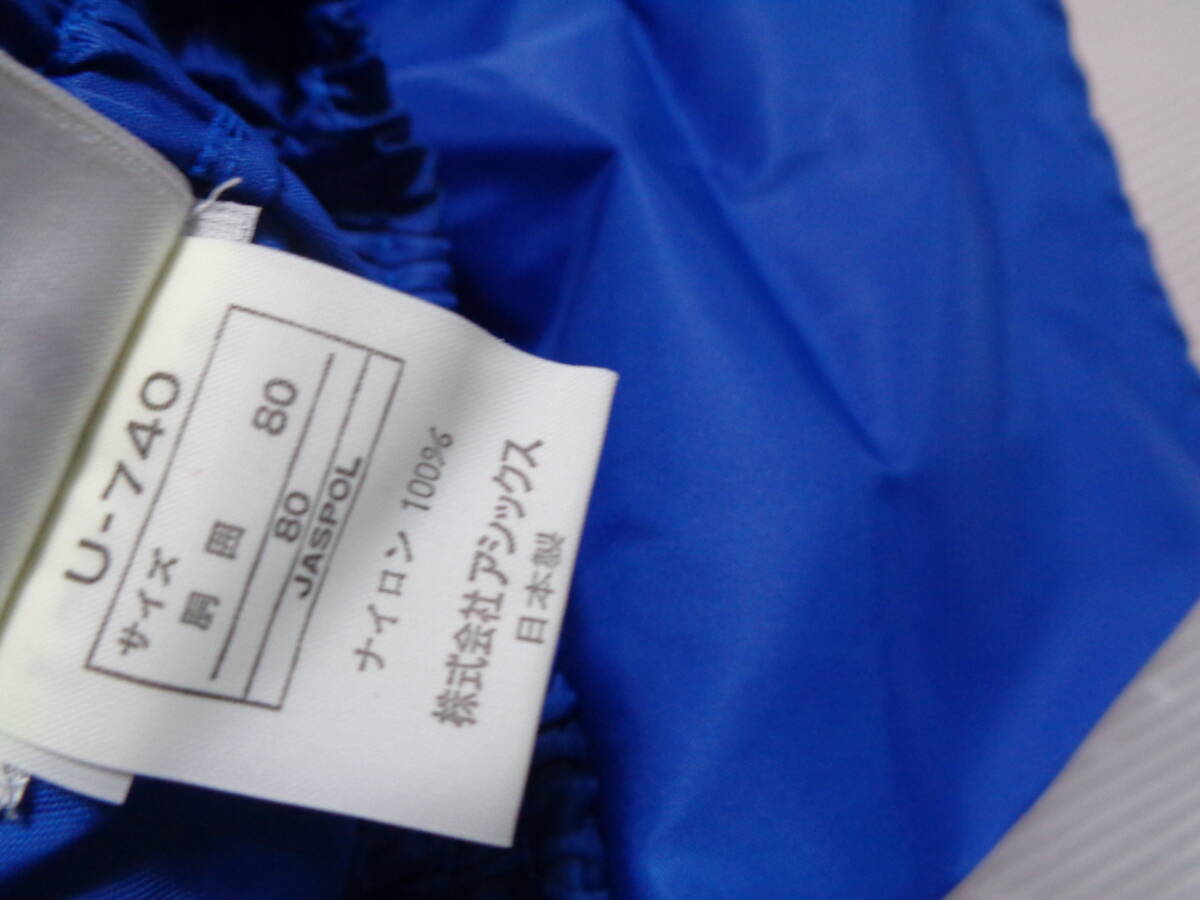 U-740
サイズ
胴囲 80
80
JASPOL
ナイロン 100%
株式会社アシックス
日本製